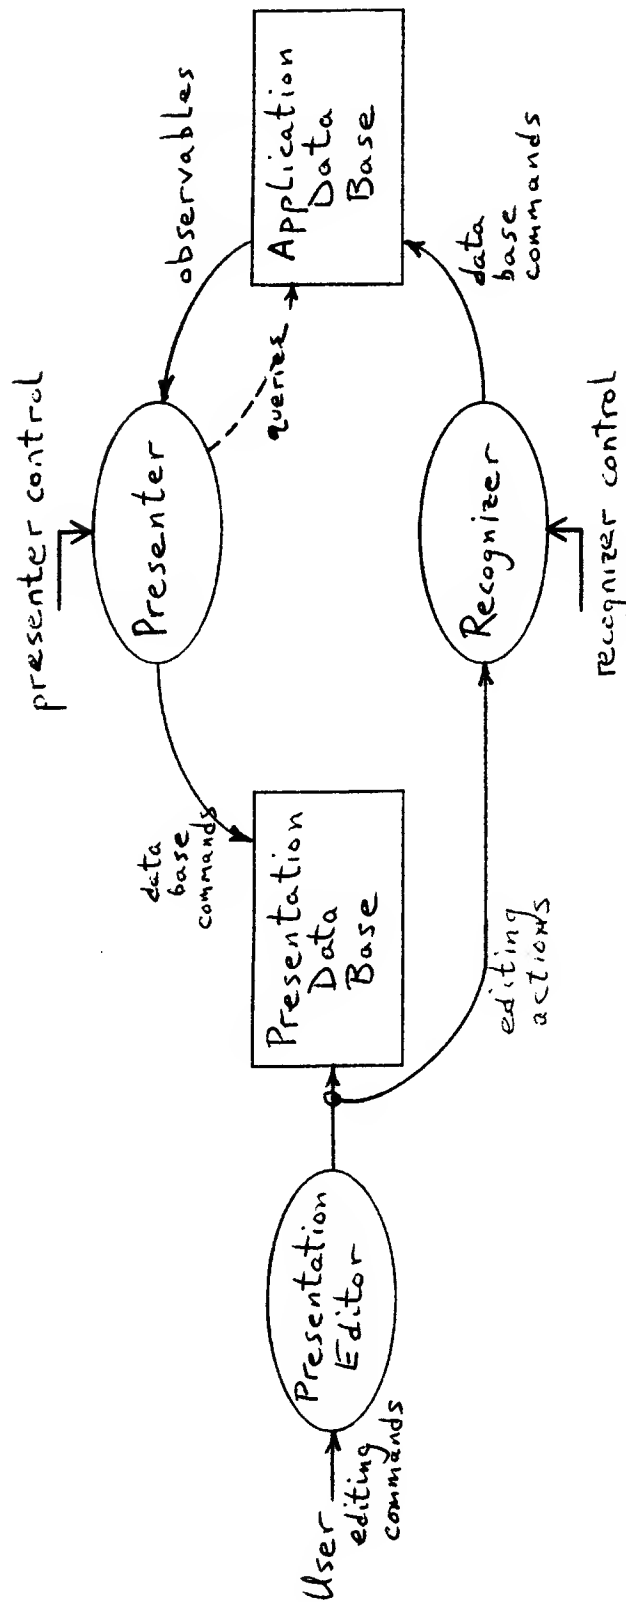 presenter control
observables
Presenter
Application
Data
Base
queries
data
base
commands
Presentation
Data
Base
User
editing
commands
Presentation
Editor
editing
actions
Recognizer
data
base
commands
recognizer control